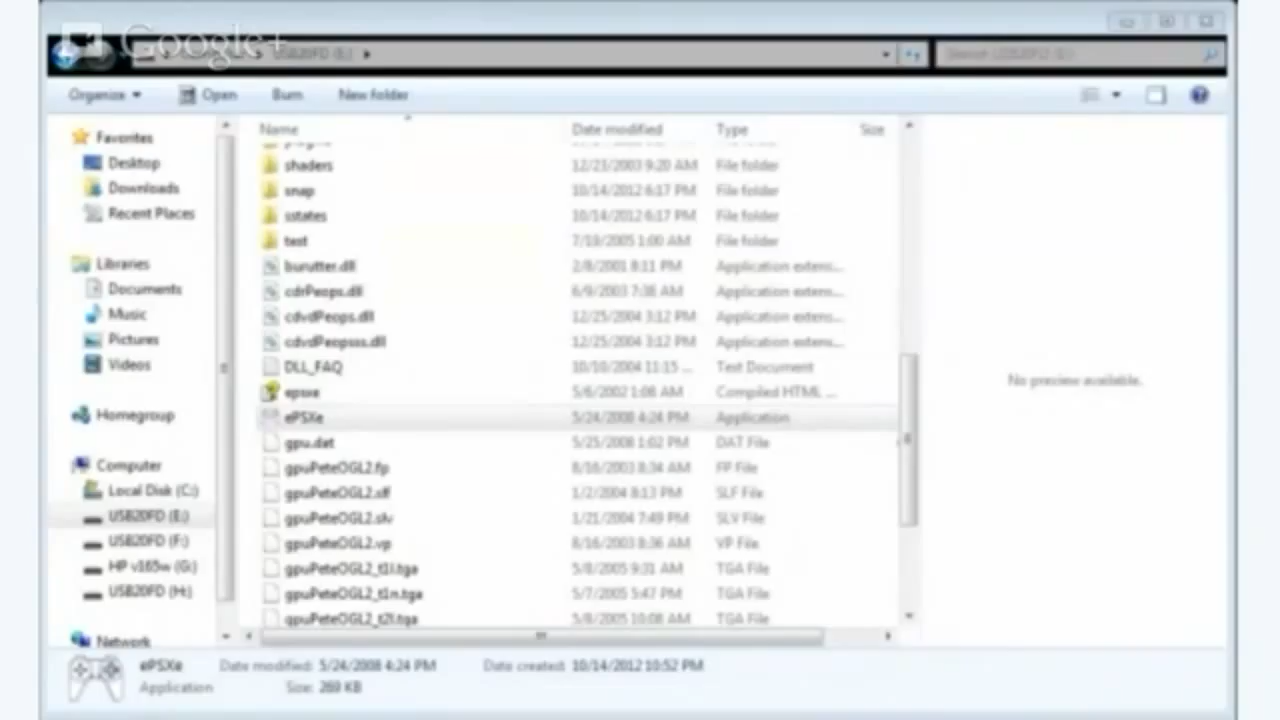 Google+
USB20FD (E:)
Organize Open Burn New folder
Name Date modified Type Size
Favorites
Desktop
Downloads
Recent Places
Libraries
Documents
Music
Pictures
Videos
Homegroup
Computer
Local Disk (C:)
USB20FD (E:)
USB20FD (F:)
HP v165w (G:)
USB20FD (H:)
Network
shaders 12/23/2003 9:20 AM File folder
snap 10/14/2012 6:17 PM File folder
sstates 10/14/2012 6:17 PM File folder
test 7/19/2005 1:00 AM File folder
burutter.dll 2/8/2001 8:11 PM Application extens...
cdrPeops.dll 6/9/2003 7:38 AM Application extens...
cdvdPeops.dll 12/25/2004 3:12 PM Application extens...
cdvdPeopsss.dll 12/25/2004 3:12 PM Application extens...
DLL_FAQ 10/10/2004 11:15 ... Text Document
epsxe 5/6/2002 1:08 AM Compiled HTML ...
ePSXe 5/24/2008 4:24 PM Application
gpu.dat 5/25/2008 1:02 PM DAT File
gpuPeteOGL2.fp 8/16/2003 8:34 AM FP File
gpuPeteOGL2.slf 1/2/2004 8:13 PM SLF File
gpuPeteOGL2.slv 1/21/2004 7:49 PM SLV File
gpuPeteOGL2.vp 8/16/2003 8:36 AM VP File
gpuPeteOGL2_t1l.tga 5/8/2005 9:31 AM TGA File
gpuPeteOGL2_t1n.tga 5/7/2005 5:47 PM TGA File
gpuPeteOGL2_t2l.tga 5/8/2005 10:08 AM TGA File
No preview available.
ePSXe Date modified: 5/24/2008 4:24 PM Date created: 10/14/2012 10:52 PM
Application Size: 269 KB